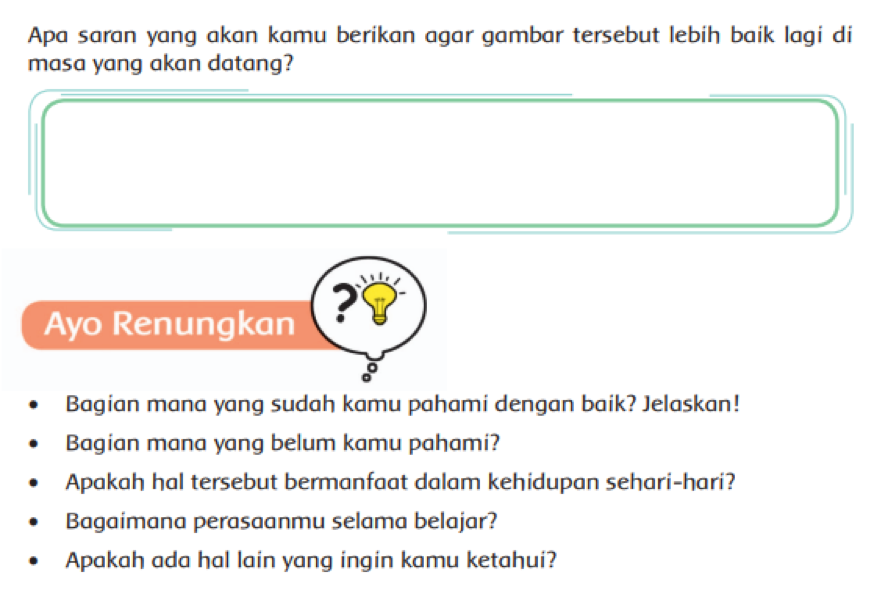 Apa saran yang akan kamu berikan agar gambar tersebut lebih baik lagi di
masa yang akan datang?
?
Ayo Renungkan
• Bagian mana yang sudah kamu pahami dengan baik? Jelaskan!
• Bagian mana yang belum kamu pahami?
• Apakah hal tersebut bermanfaat dalam kehidupan sehari-hari?
• Bagaimana perasaanmu selama belajar?
• Apakah ada hal lain yang ingin kamu ketahui?